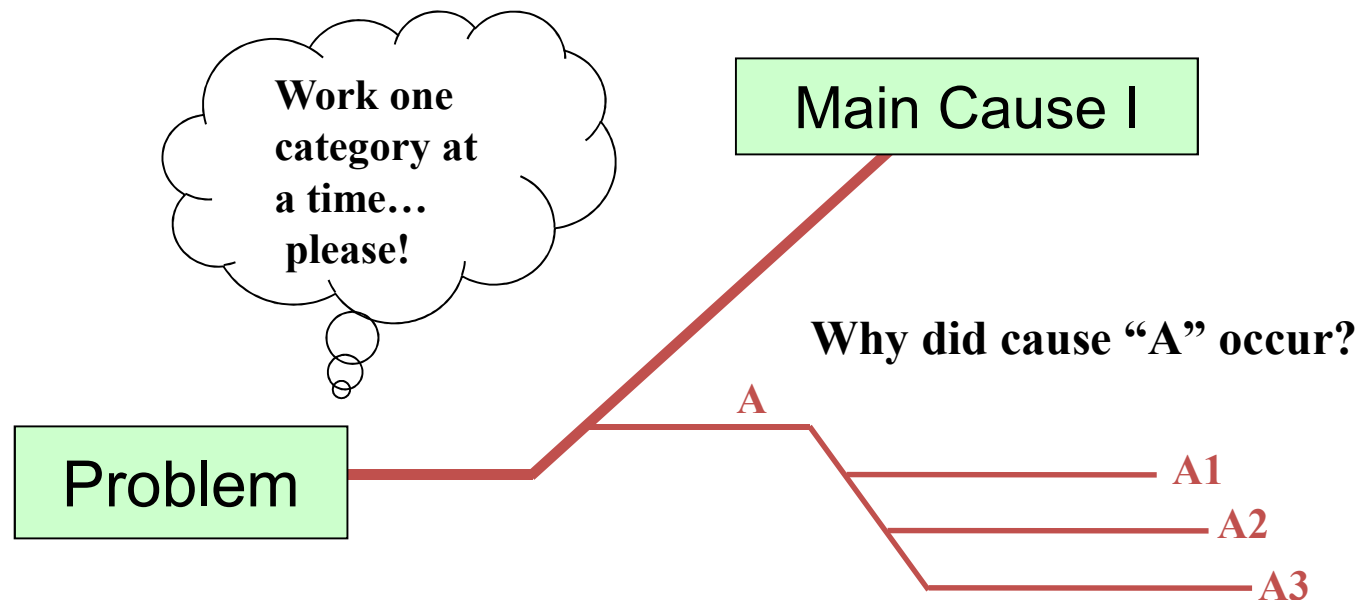 Work one
category at
a time…
please!
Main Cause I
Why did cause “A” occur?
A
Problem
A1
A2
A3